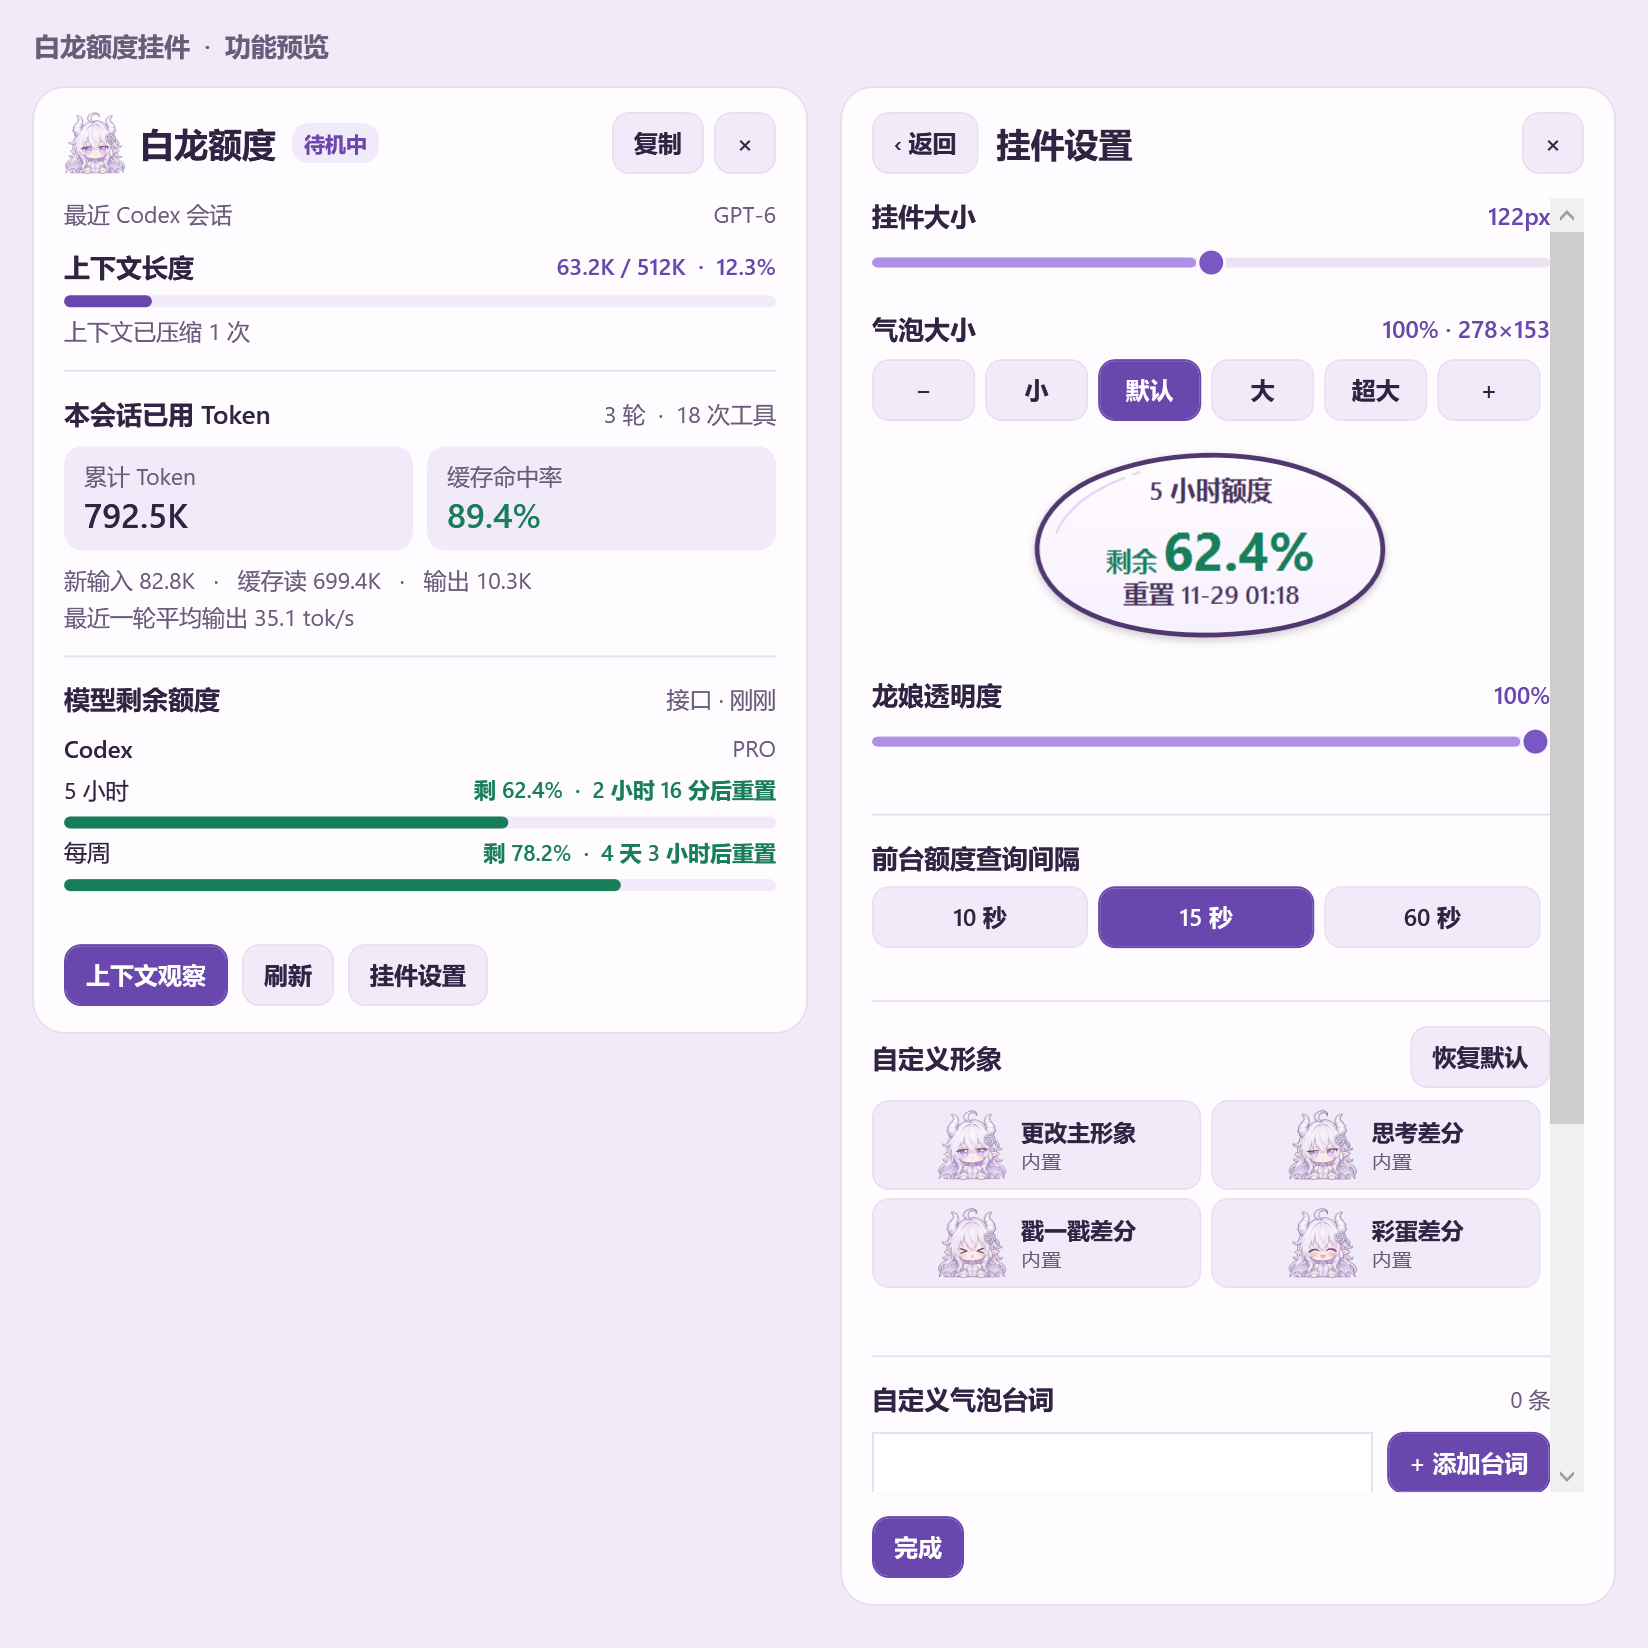 白龙额度挂件 · 功能预览
白龙额度 待机中 复制 ×
最近 Codex 会话 GPT-6
上下文长度 63.2K / 512K · 12.3%
上下文已压缩 1 次
本会话已用 Token 3 轮 · 18 次工具
累计 Token 缓存命中率
792.5K 89.4%
新输入 82.8K · 缓存读 699.4K · 输出 10.3K
最近一轮平均输出 35.1 tok/s
模型剩余额度 接口 · 刚刚
Codex PRO
5 小时 剩 62.4% · 2 小时 16 分后重置
每周 剩 78.2% · 4 天 3 小时后重置
上下文观察 刷新 挂件设置
‹ 返回 挂件设置 ×
挂件大小 122px
气泡大小 100% · 278×153
− 小 默认 大 超大 +
5 小时额度
剩余 62.4%
重置 11-29 01:18
龙娘透明度 100%
前台额度查询间隔
10 秒 15 秒 60 秒
自定义形象 恢复默认
更改主形象 思考差分
内置 内置
戳一戳差分 彩蛋差分
内置 内置
自定义气泡台词 0 条
+ 添加台词
完成